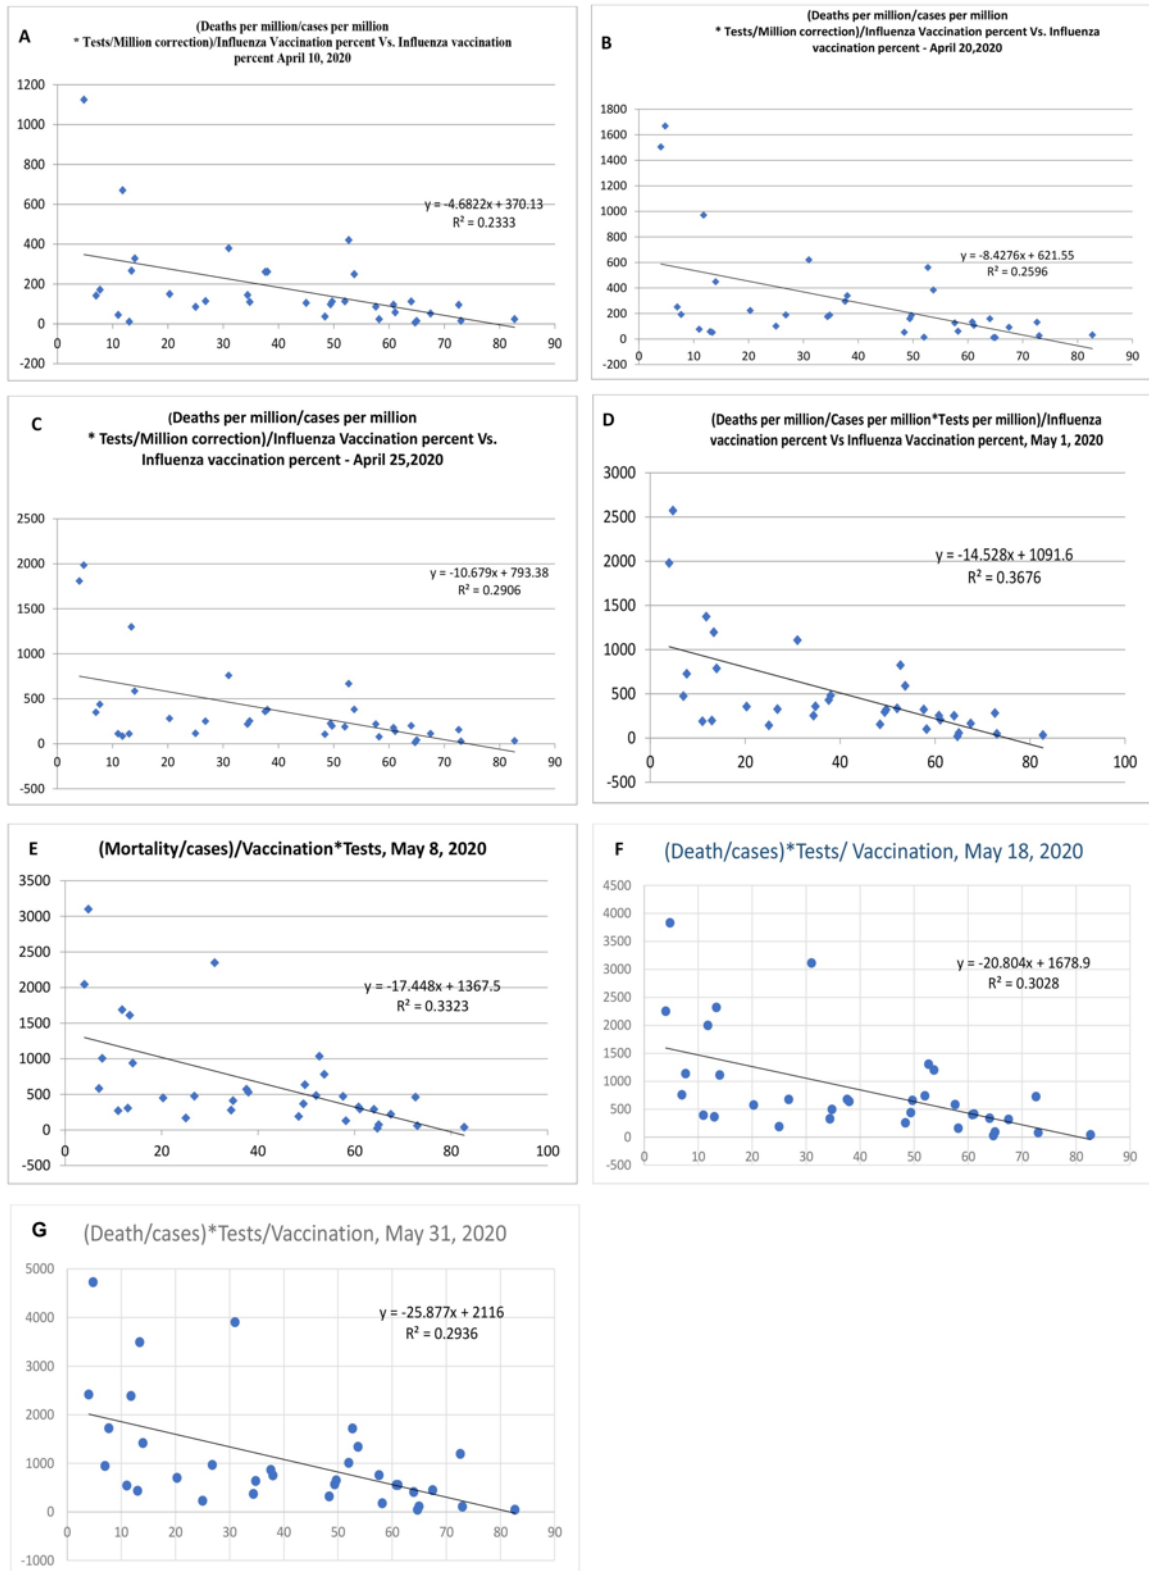 A
(Deaths per million/cases per million
* Tests/Million correction)/Influenza Vaccination percent Vs. Influenza vaccination
percent April 10, 2020
1200
1000
800
600
400
200
0
-200
0 10 20 30 40 50 60 70 80 90
y = -4.6822x + 370.13
R² = 0.2333
B
(Deaths per million/cases per million
* Tests/Million correction)/Influenza Vaccination percent Vs. Influenza
vaccination percent - April 20,2020
1800
1600
1400
1200
1000
800
600
400
200
0
-200
0 10 20 30 40 50 60 70 80 90
y = -8.4276x + 621.55
R² = 0.2596
C
(Deaths per million/cases per million
* Tests/Million correction)/Influenza Vaccination percent Vs.
Influenza vaccination percent - April 25,2020
2500
2000
1500
1000
500
0
-500
0 10 20 30 40 50 60 70 80 90
y = -10.679x + 793.38
R² = 0.2906
D
(Deaths per million/Cases per million*Tests per million)/Influenza
vaccination percent Vs Influenza Vaccination percent, May 1, 2020
3000
2500
2000
1500
1000
500
0
-500
0 20 40 60 80 100
y = -14.528x + 1091.6
R² = 0.3676
E
(Mortality/cases)/Vaccination*Tests, May 8, 2020
3500
3000
2500
2000
1500
1000
500
0
-500
0 20 40 60 80 100
y = -17.448x + 1367.5
R² = 0.3323
F
(Death/cases)*Tests/ Vaccination, May 18, 2020
4500
4000
3500
3000
2500
2000
1500
1000
500
0
-500
0 10 20 30 40 50 60 70 80 90
y = -20.804x + 1678.9
R² = 0.3028
G
(Death/cases)*Tests/Vaccination, May 31, 2020
5000
4000
3000
2000
1000
0
-1000
0 10 20 30 40 50 60 70 80 90
y = -25.877x + 2116
R² = 0.2936